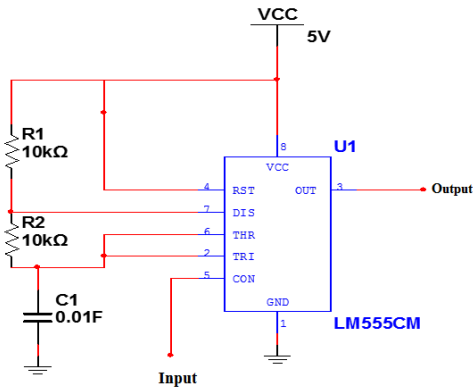 VCC
5V
R1
10kΩ
R2
10kΩ
C1
0.01F
U1
8
VCC
4 RST OUT 3
7 DIS
6 THR
2 TRI
5 CON
GND
1
LM555CM
Output
Input